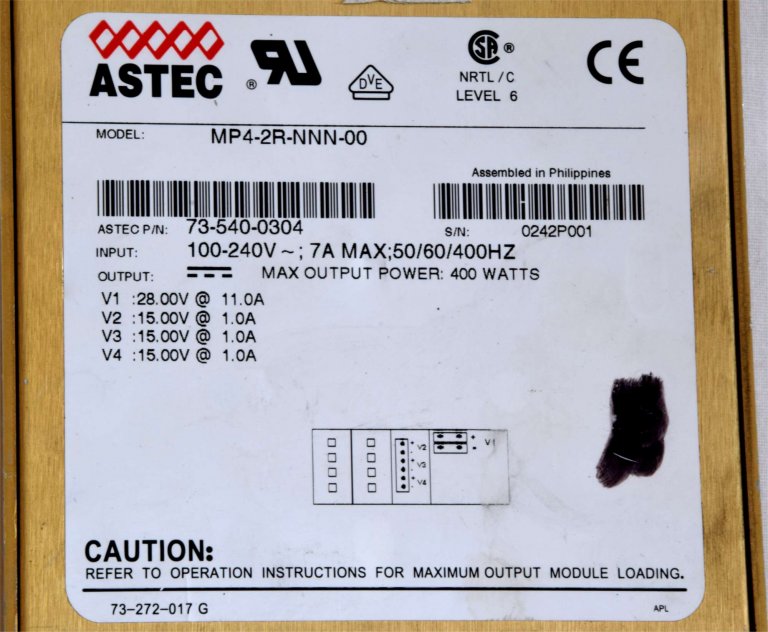 ASTEC
® RU
DVE
SA ®
NRTL / C
LEVEL 6
CE
MODEL: MP4-2R-NNN-00
Assembled in Philippines
ASTEC P/N: 73-540-0304
S/N: 0242P001
INPUT: 100-240V ~ ; 7A MAX;50/60/400HZ
OUTPUT: MAX OUTPUT POWER: 400 WATTS
V1 :28.00V @ 11.0A
V2 :15.00V @ 1.0A
V3 :15.00V @ 1.0A
V4 :15.00V @ 1.0A
+ V1 -
+ V2 -
+ V3 -
+ V4 -
CAUTION:
REFER TO OPERATION INSTRUCTIONS FOR MAXIMUM OUTPUT MODULE LOADING.
73-272-017 G
APL